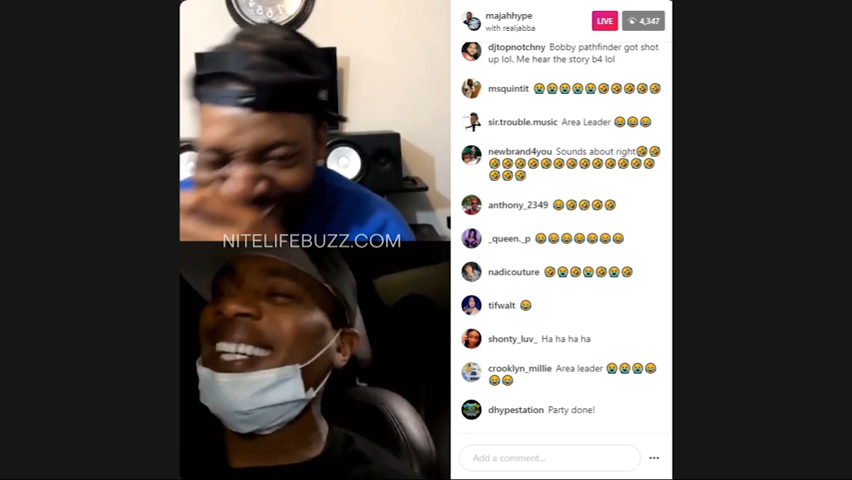 majahhype
with realjabba
LIVE
4,347
djtopnotchny Bobby pathfinder got shot
up lol. Me hear the story b4 lol
msquintit 😭😭😭😭😭🤣🤣🤣🤣🤣
sir.trouble.music Area Leader 😂😂😂
newbrand4you Sounds about right🤣🤣
🤣🤣🤣🤣🤣🤣🤣🤣🤣🤣🤣🤣🤣
🤣🤣🤣
anthony_2349 😂🤣🤣🤣🤣
_queen._p 😂😂😂😂😂😂😂
nadicouture 🤣😭🤣😭🤣😭🤣
tifwalt 😂
shonty_luv_ Ha ha ha ha
crooklyn_millie Area leader 😭😭😭😂
😂😂
dhypestation Party done!
Add a comment...
NITELIFEBUZZ.COM